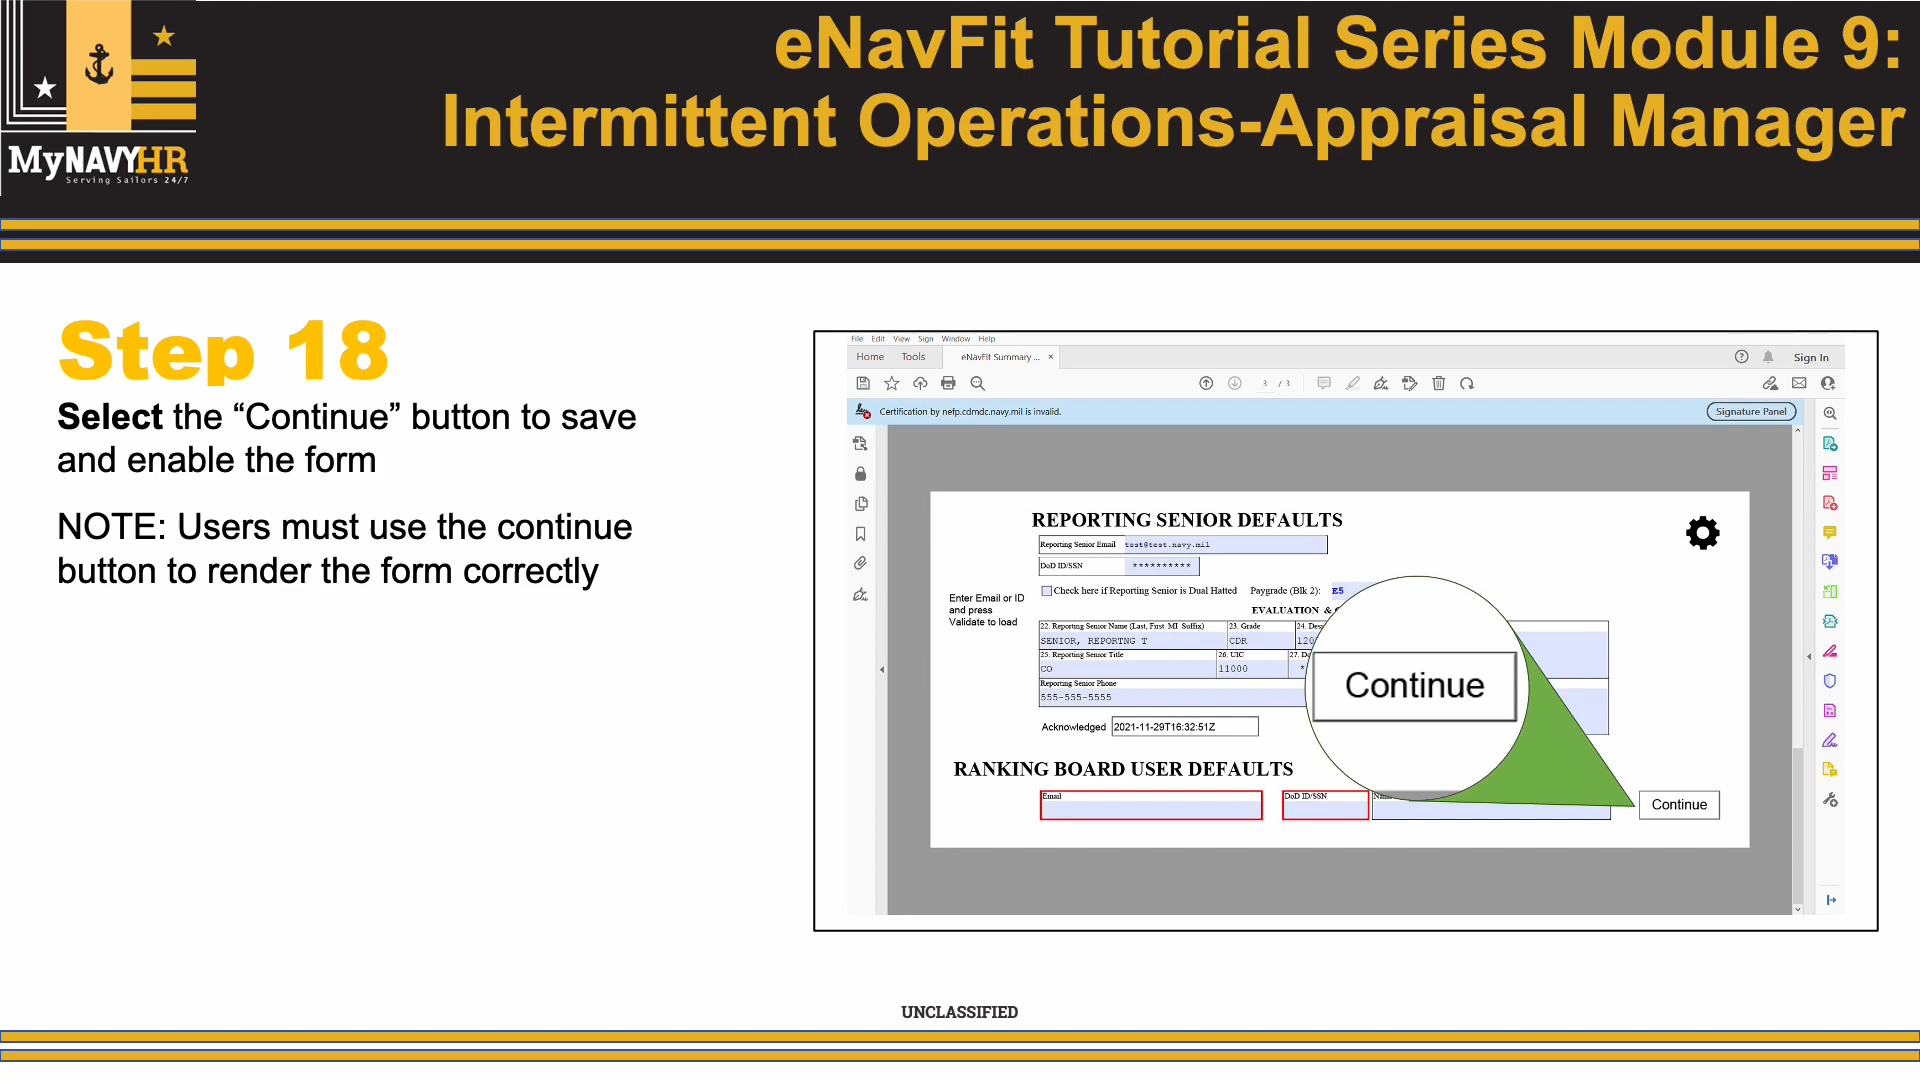 eNavFit Tutorial Series Module 9:
Intermittent Operations-Appraisal Manager
MyNAVYHR
Serving Sailors 24/7
Step 18
Select the “Continue” button to save
and enable the form
NOTE: Users must use the continue
button to render the form correctly
File Edit View Sign Window Help
Home Tools eNavFit Summary ... × Sign In
3 / 3
Certification by nefp.cdmdc.navy.mil is invalid. Signature Panel
REPORTING SENIOR DEFAULTS
Reporting Senior Email test@test.navy.mil
DoD ID/SSN **********
Check here if Reporting Senior is Dual Hatted Paygrade (Blk 2): E5
Enter Email or ID
and press
Validate to load
EVALUATION &
22. Reporting Senior Name (Last, First MI Suffix) 23. Grade 24.
SENIOR, REPORTNG T CDR 120
25. Reporting Senior Title 26. UIC 27.
CO 11000 *
Reporting Senior Phone
555-555-5555
Continue
Acknowledged 2021-11-29T16:32:51Z
RANKING BOARD USER DEFAULTS
Email DoD ID/SSN
Continue
UNCLASSIFIED